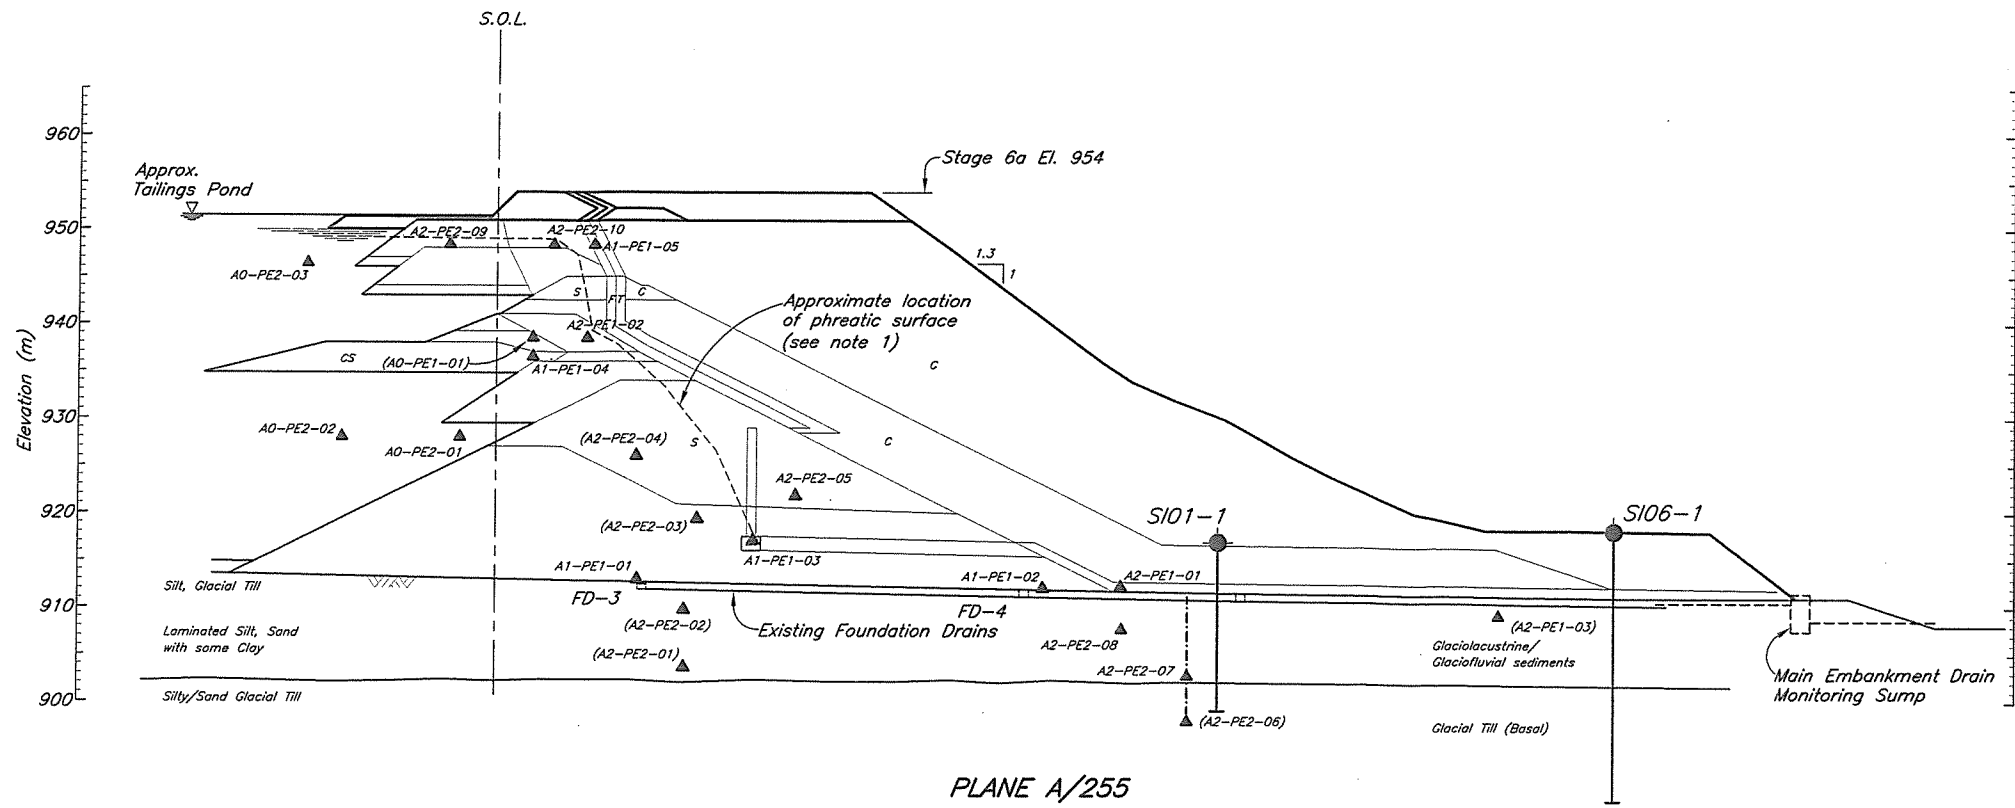 S.O.L.
960
950
940
930
920
910
900
Elevation (m)
Approx.
Tailings Pond
Stage 6a El. 954
A2-PE2-09
A2-PE2-10
A1-PE1-05
A0-PE2-03
1.3
1
S
F
T
C
Approximate location
of phreatic surface
(see note 1)
A2-PE1-02
CS
(A0-PE1-01)
A1-PE1-04
C
A0-PE2-02
A0-PE2-01
(A2-PE2-04)
S
C
A2-PE2-05
(A2-PE2-03)
SI01-1
SI06-1
A1-PE1-03
A1-PE1-01
A1-PE1-02
A2-PE1-01
Silt, Glacial Till
FD-3
FD-4
(A2-PE2-02)
Existing Foundation Drains
(A2-PE1-03)
Laminated Silt, Sand
with some Clay
A2-PE2-08
Glaciolacustrine/
Glaciofluvial sediments
(A2-PE2-01)
A2-PE2-07
Main Embankment Drain
Monitoring Sump
Silty/Sand Glacial Till
(A2-PE2-06)
Glacial Till (Basal)
PLANE A/255